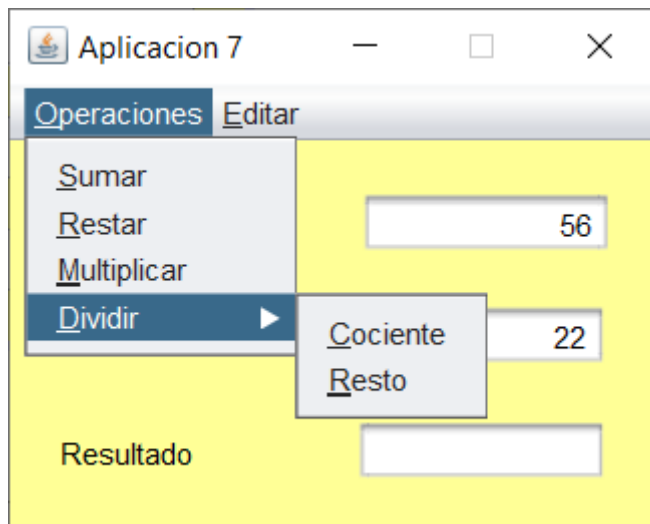 Aplicacion 7
Operaciones Editar
Sumar
Restar
56
Multiplicar
Dividir
Cociente
22
Resto
Resultado